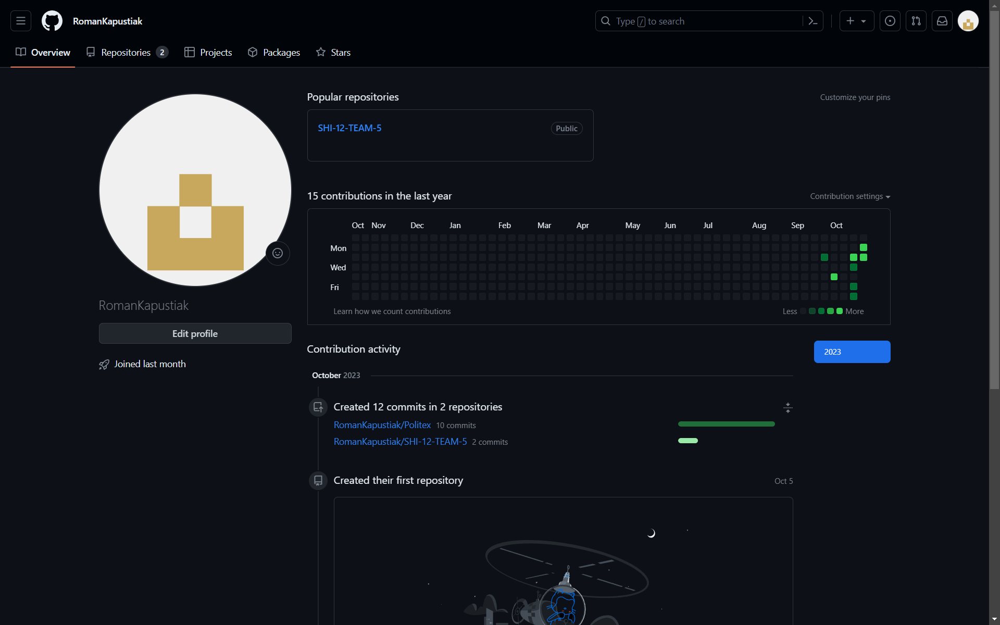 RomanKapustiak
Type / to search
Overview
Repositories 2
Projects
Packages
Stars
RomanKapustiak
Edit profile
Joined last month
Popular repositories
Customize your pins
SHI-12-TEAM-5
Public
15 contributions in the last year
Contribution settings
Oct Nov Dec Jan Feb Mar Apr May Jun Jul Aug Sep Oct
Mon
Wed
Fri
Learn how we count contributions
Less More
Contribution activity
2023
October 2023
Created 12 commits in 2 repositories
RomanKapustiak/Politex 10 commits
RomanKapustiak/SHI-12-TEAM-5 2 commits
Created their first repository
Oct 5